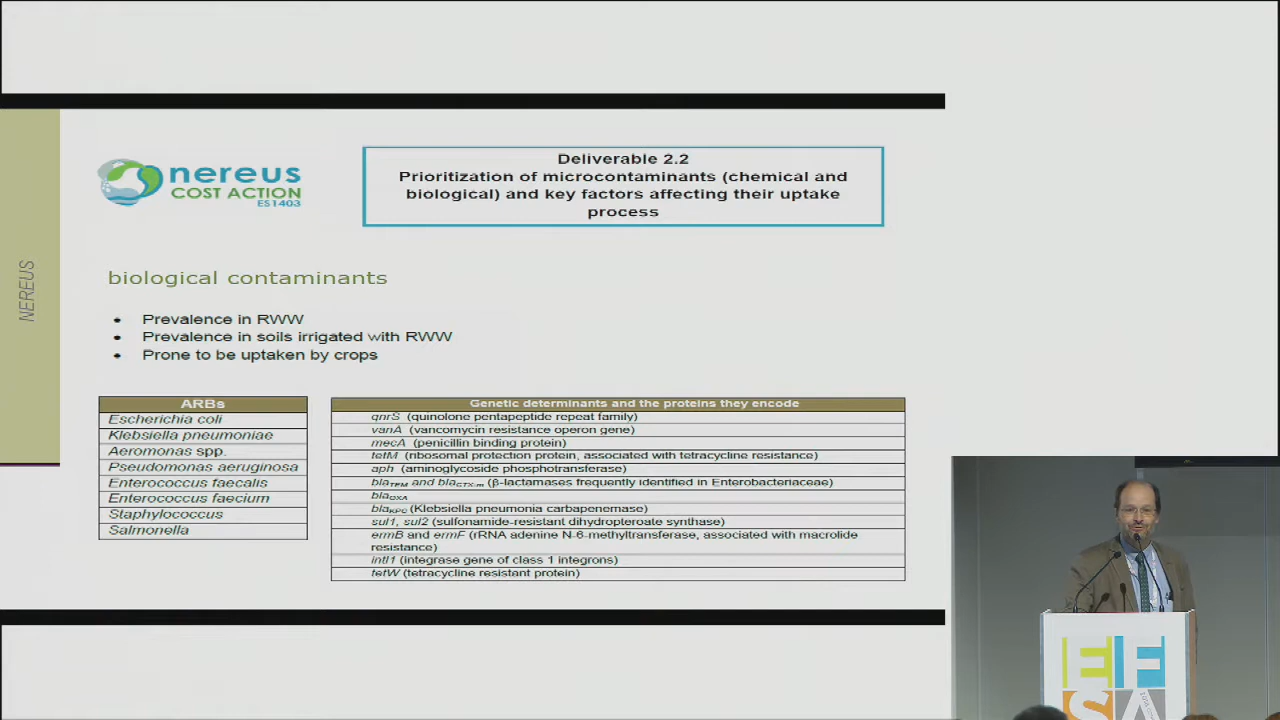 nereus
COST ACTION
ES1403
Deliverable 2.2
Prioritization of microcontaminants (chemical and
biological) and key factors affecting their uptake
process
NEREUS
biological contaminants
• Prevalence in RWW
• Prevalence in soils irrigated with RWW
• Prone to be uptaken by crops
ARBs
Escherichia coli
Klebsiella pneumoniae
Aeromonas spp.
Pseudomonas aeruginosa
Enterococcus faecalis
Enterococcus faecium
Staphylococcus
Salmonella
Genetic determinants and the proteins they encode
qnrS (quinolone pentapeptide repeat family)
vanA (vancomycin resistance operon gene)
mecA (penicillin binding protein)
tetM (ribosomal protection protein, associated with tetracycline resistance)
aph (aminoglycoside phosphotransferase)
blaTEM and blaCTX-m (β-lactamases frequently identified in Enterobacteriaceae)
blaOXA
blaKPC (Klebsiella pneumonia carbapenemase)
sul1, sul2 (sulfonamide-resistant dihydropteroate synthase)
ermB and ermF (rRNA adenine N-6-methyltransferase, associated with macrolide
resistance)
intI1 (integrase gene of class 1 integrons)
tetW (tetracycline resistant protein)
EF
SA